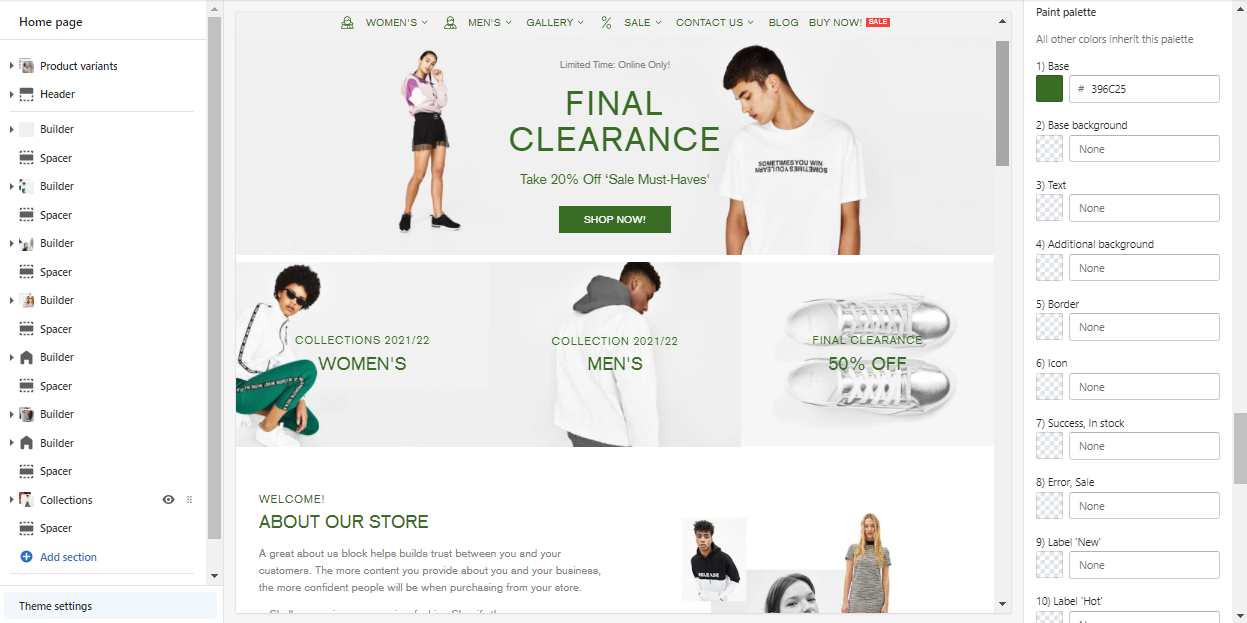 Home page
Product variants
Header
Builder
Spacer
Builder
Spacer
Builder
Spacer
Builder
Spacer
Builder
Spacer
Builder
Builder
Spacer
Collections
Spacer
Add section
Theme settings
WOMEN'S MEN'S GALLERY % SALE CONTACT US BLOG BUY NOW! SALE
Limited Time: Online Only!
FINAL
CLEARANCE
Take 20% Off ‘Sale Must-Haves'
SHOP NOW!
SOMETIMES YOU WIN
SOMETIMES YOU LEARN
COLLECTIONS 2021/22
WOMEN'S
COLLECTION 2021/22
MEN'S
FINAL CLEARANCE
50% OFF
WELCOME!
ABOUT OUR STORE
A great about us block helps builds trust between you and your
customers. The more content you provide about you and your business,
the more confident people will be when purchasing from your store.
RELEASE
Paint palette
All other colors inherit this palette
1) Base
# 396C25
2) Base background
None
3) Text
None
4) Additional background
None
5) Border
None
6) Icon
None
7) Success, In stock
None
8) Error, Sale
None
9) Label 'New'
None
10) Label 'Hot'